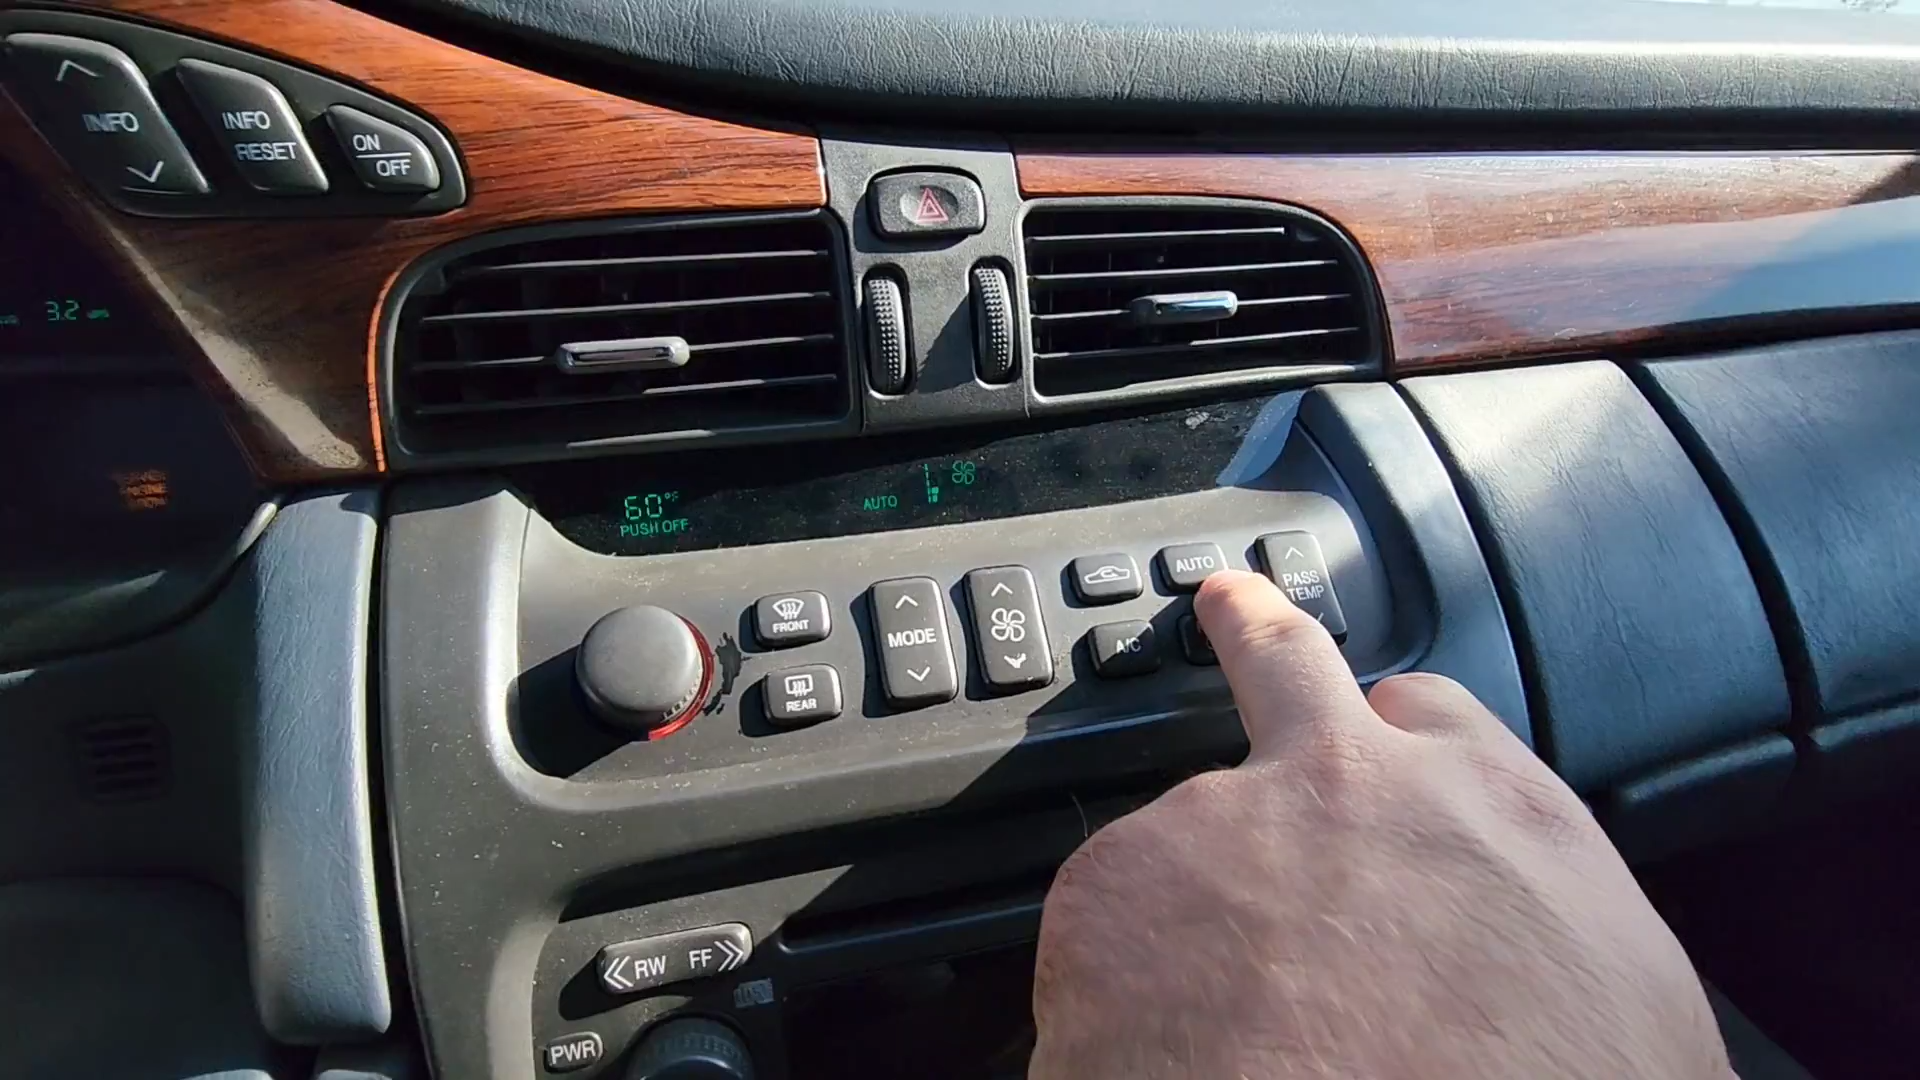 INFO
INFO
RESET
ON
OFF
3.2
60°F
PUSH OFF
AUTO
FRONT
REAR
MODE
AUTO
A/C
PASS
TEMP
RW FF
PWR